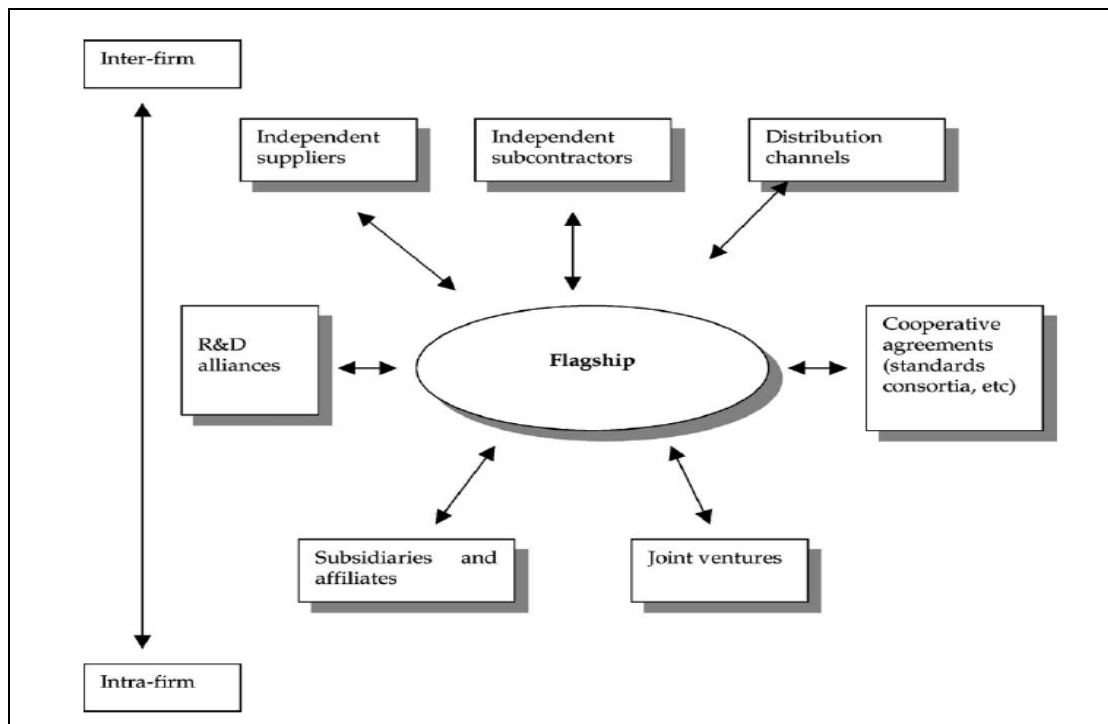 Inter-firm
Independent
suppliers
Independent
subcontractors
Distribution
channels
R&D
alliances
Flagship
Cooperative
agreements
(standards
consortia, etc)
Subsidiaries and
affiliates
Joint ventures
Intra-firm